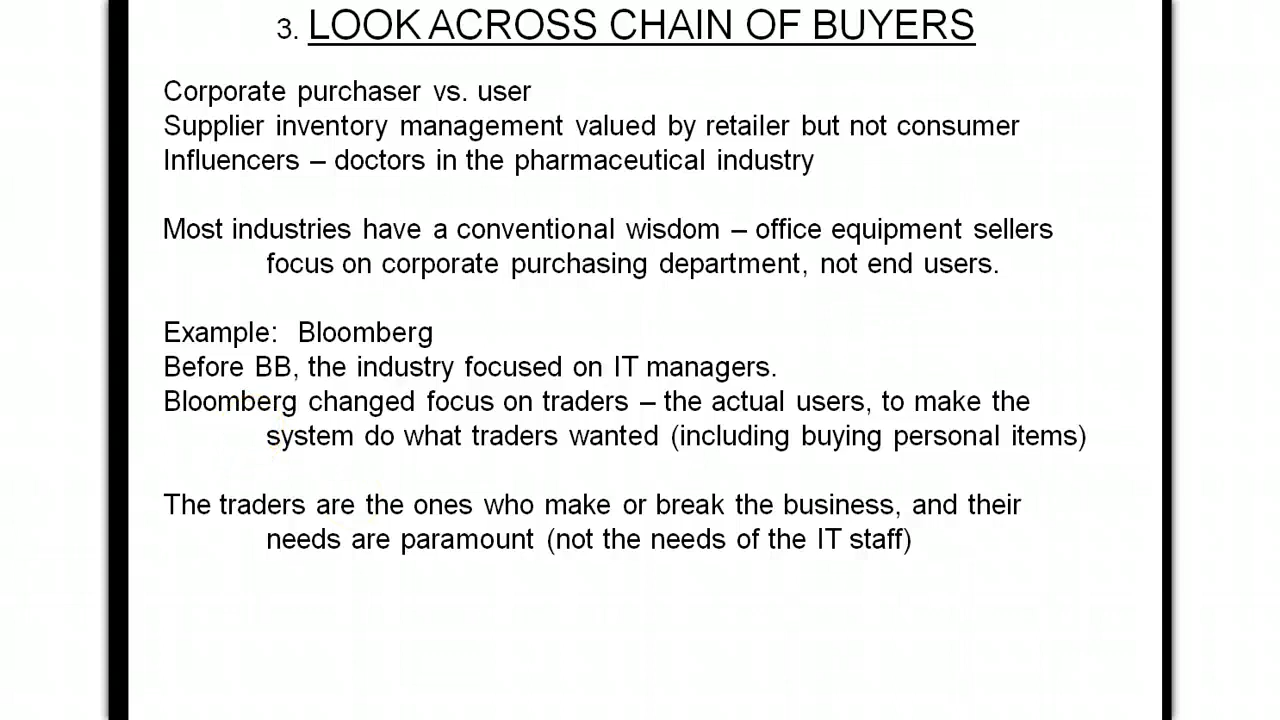 3. LOOK ACROSS CHAIN OF BUYERS
Corporate purchaser vs. user
Supplier inventory management valued by retailer but not consumer
Influencers – doctors in the pharmaceutical industry
Most industries have a conventional wisdom – office equipment sellers
focus on corporate purchasing department, not end users.
Example: Bloomberg
Before BB, the industry focused on IT managers.
Bloomberg changed focus on traders – the actual users, to make the
system do what traders wanted (including buying personal items)
The traders are the ones who make or break the business, and their
needs are paramount (not the needs of the IT staff)